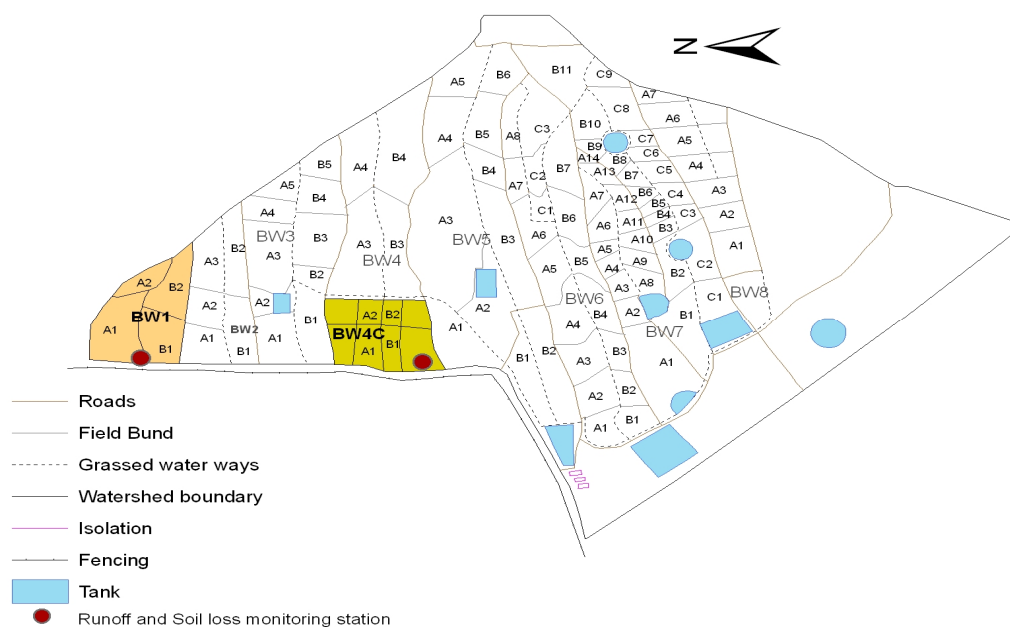 N
B11
C9
A5
B6
A7
C8
A6
B10
A4
B5
A8
C3
B9
C7
A5
B4
A14
B8
C6
B5
A4
B4
B7
A13
B7
C5
A4
A5
B4
A7
C2
A7
A12
B6
C4
A3
A4
C1
B6
B5
A3
A6
A11
B4
C3
A2
B2
BW3
B3
A3
B3
BW5
B3
A6
A5
A10
B3
A1
A3
A3
BW4
B5
A4
A9
C2
A2
B2
B2
A5
A3
A8
B2
BW8
A2
BW6
C1
BW1
A2
A2
B1
A2
B2
A2
B4
A2
B1
A1
BW2
A1
BW4C
B1
A1
A4
BW7
B1
A1
B1
A1
B1
B2
B3
A1
B1
A3
A2
B2
A1
B1
Roads
Field Bund
Grassed water ways
Watershed boundary
Isolation
Fencing
Tank
Runoff and Soil loss monitoring station